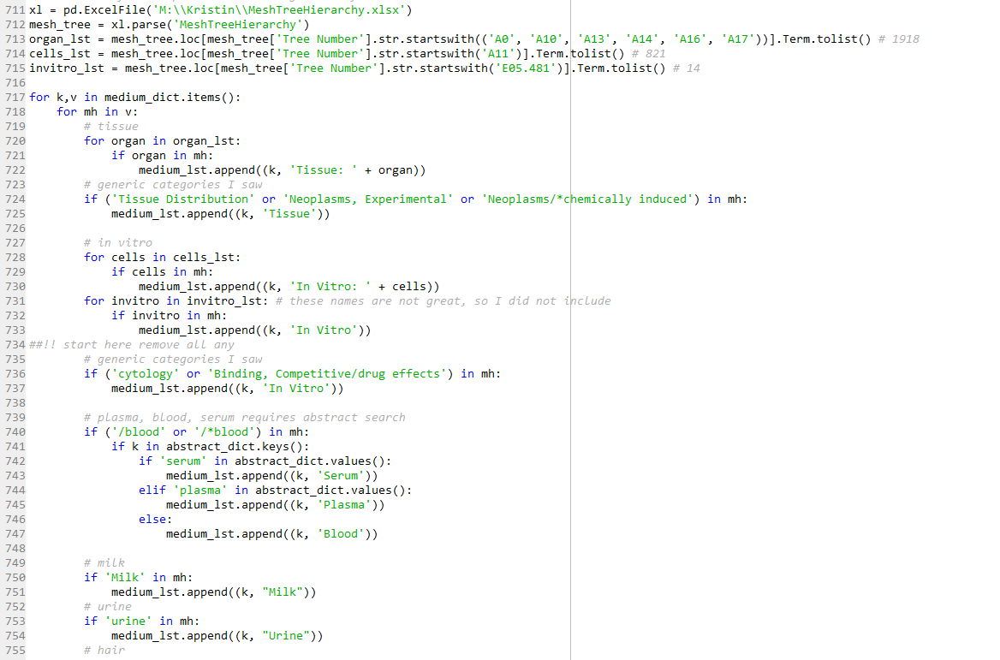 711 xl = pd.ExcelFile('M:\\Kristin\\MeshTreeHierarchy.xlsx')
712 mesh_tree = xl.parse('MeshTreeHierarchy')
713 organ_lst = mesh_tree.loc[mesh_tree['Tree Number'].str.startswith(('A0', 'A10', 'A13', 'A14', 'A16', 'A17'))].Term.tolist() # 1918
714 cells_lst = mesh_tree.loc[mesh_tree['Tree Number'].str.startswith('A11')].Term.tolist() # 821
715 invitro_lst = mesh_tree.loc[mesh_tree['Tree Number'].str.startswith('E05.481')].Term.tolist() # 14
716
717 for k,v in medium_dict.items():
718     for mh in v:
719         # tissue
720         for organ in organ_lst:
721             if organ in mh:
722                 medium_lst.append((k, 'Tissue: ' + organ))
723         # generic categories I saw
724         if ('Tissue Distribution' or 'Neoplasms, Experimental' or 'Neoplasms/*chemically induced') in mh:
725             medium_lst.append((k, 'Tissue'))
726
727         # in vitro
728         for cells in cells_lst:
729             if cells in mh:
730                 medium_lst.append((k, 'In Vitro: ' + cells))
731         for invitro in invitro_lst: # these names are not great, so I did not include
732             if invitro in mh:
733                 medium_lst.append((k, 'In Vitro'))
734 ##!! start here remove all any
735         # generic categories I saw
736         if ('cytology' or 'Binding, Competitive/drug effects') in mh:
737             medium_lst.append((k, 'In Vitro'))
738
739         # plasma, blood, serum requires abstract search
740         if ('/blood' or '/*blood') in mh:
741             if k in abstract_dict.keys():
742                 if 'serum' in abstract_dict.values():
743                     medium_lst.append((k, 'Serum'))
744                 elif 'plasma' in abstract_dict.values():
745                     medium_lst.append((k, 'Plasma'))
746                 else:
747                     medium_lst.append((k, 'Blood'))
748
749         # milk
750         if 'Milk' in mh:
751             medium_lst.append((k, "Milk"))
752         # urine
753         if 'urine' in mh:
754             medium_lst.append((k, "Urine"))
755         # hair